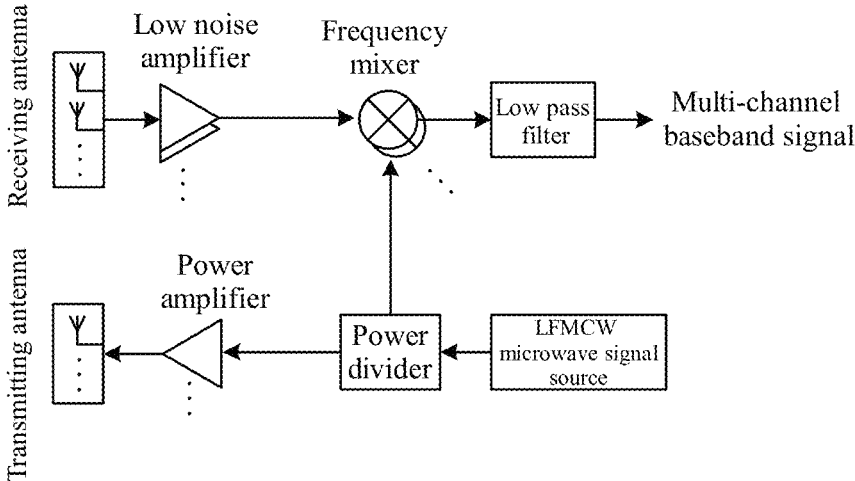 Receiving antenna
Low noise
amplifier
Frequency
mixer
Low pass
filter
Multi-channel
baseband signal
Transmitting antenna
Power
amplifier
Power
divider
LFMCW
microwave signal
source